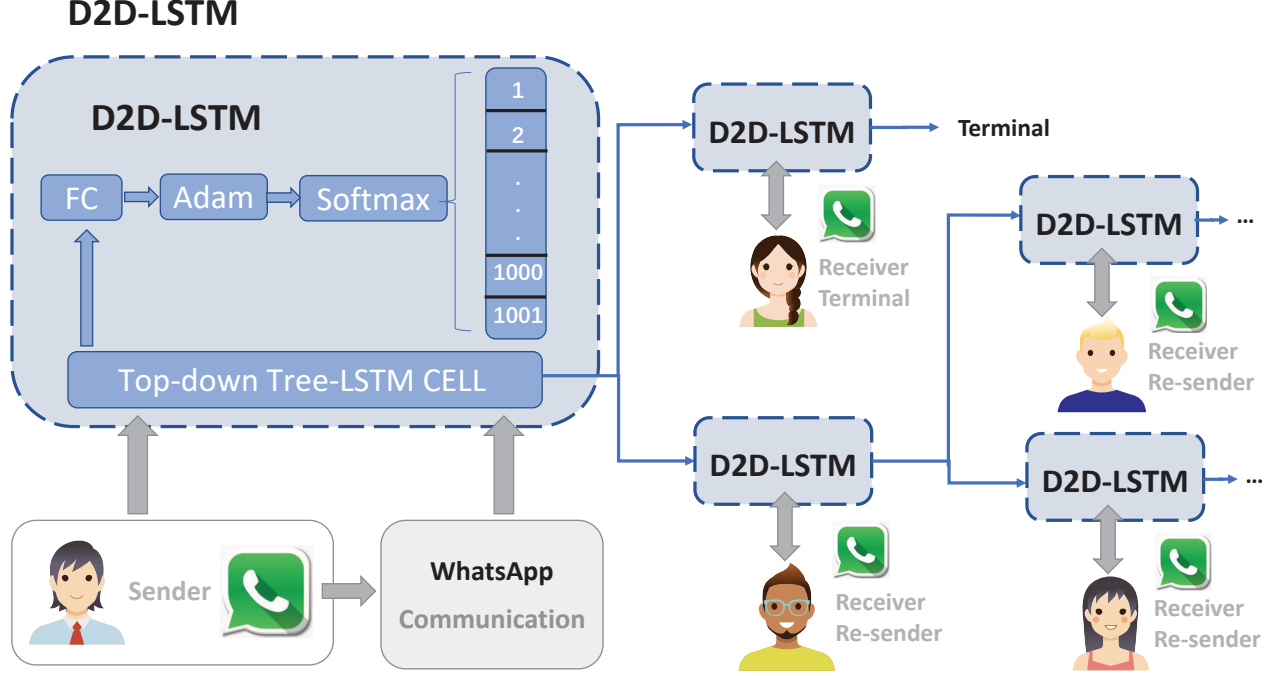 D2D-LSTM
D2D-LSTM
FC
Adam
Softmax
1
2
.
.
.
1000
1001
Top-down Tree-LSTM CELL
Sender
WhatsApp
Communication
D2D-LSTM
Terminal
Receiver
Terminal
D2D-LSTM
...
Receiver
Re-sender
D2D-LSTM
Receiver
Re-sender
D2D-LSTM
...
Receiver
Re-sender